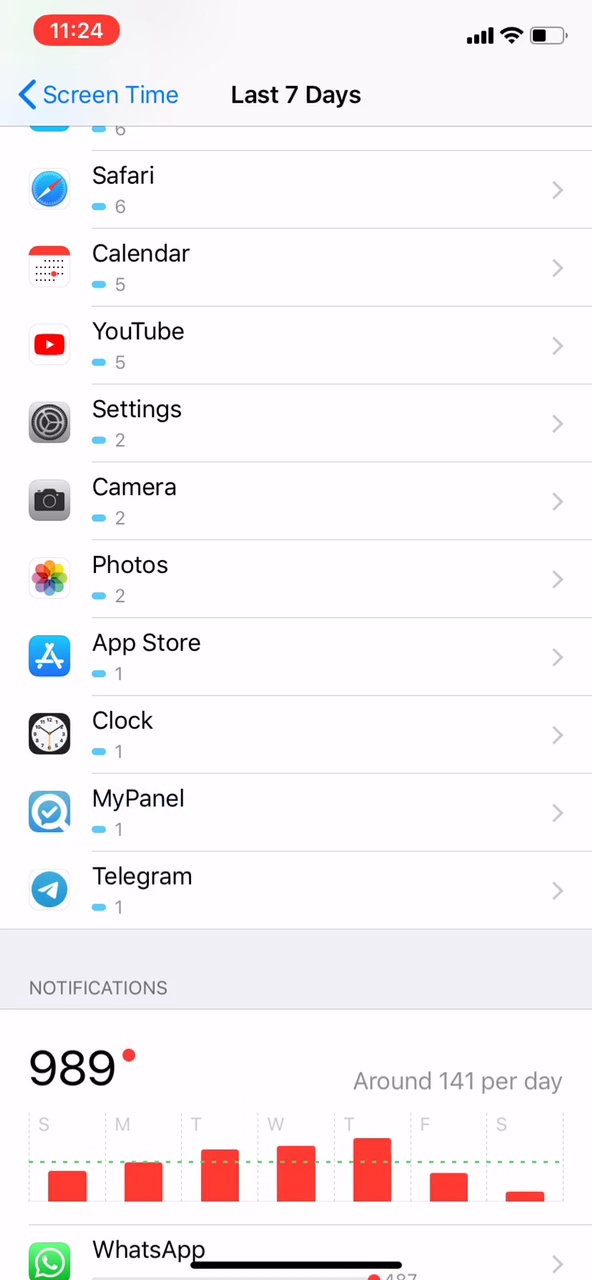 11:24
Screen Time
Last 7 Days
6
Safari
6
Calendar
5
YouTube
5
Settings
2
Camera
2
Photos
2
App Store
1
Clock
1
MyPanel
1
Telegram
1
NOTIFICATIONS
989
Around 141 per day
S M T W T F S
WhatsApp
487